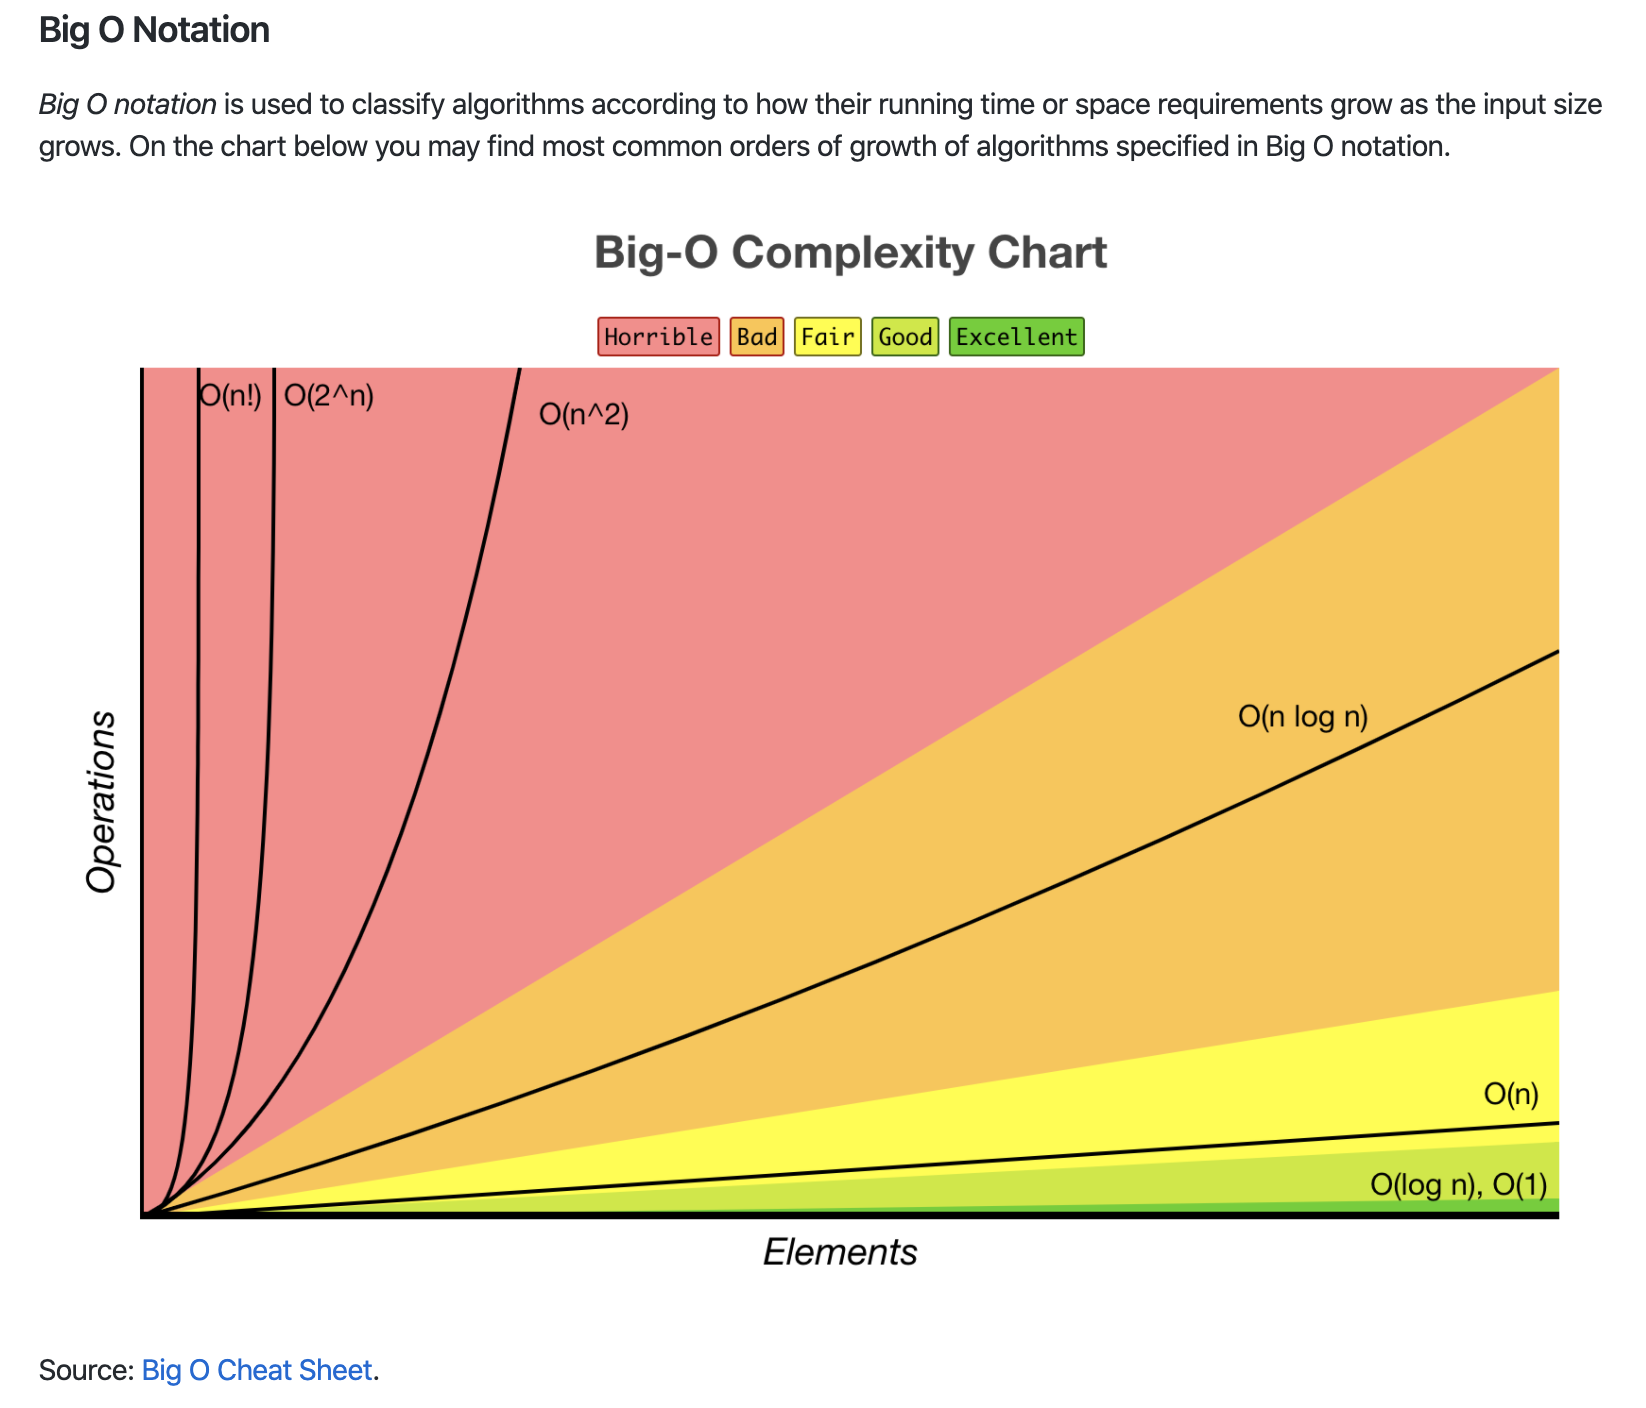 Big O Notation
Big O notation is used to classify algorithms according to how their running time or space requirements grow as the input size
grows. On the chart below you may find most common orders of growth of algorithms specified in Big O notation.
Big-O Complexity Chart
Horrible Bad Fair Good Excellent
O(n!) O(2^n)
O(n^2)
O(n log n)
Operations
O(n)
O(log n), O(1)
Elements
Source: Big O Cheat Sheet.